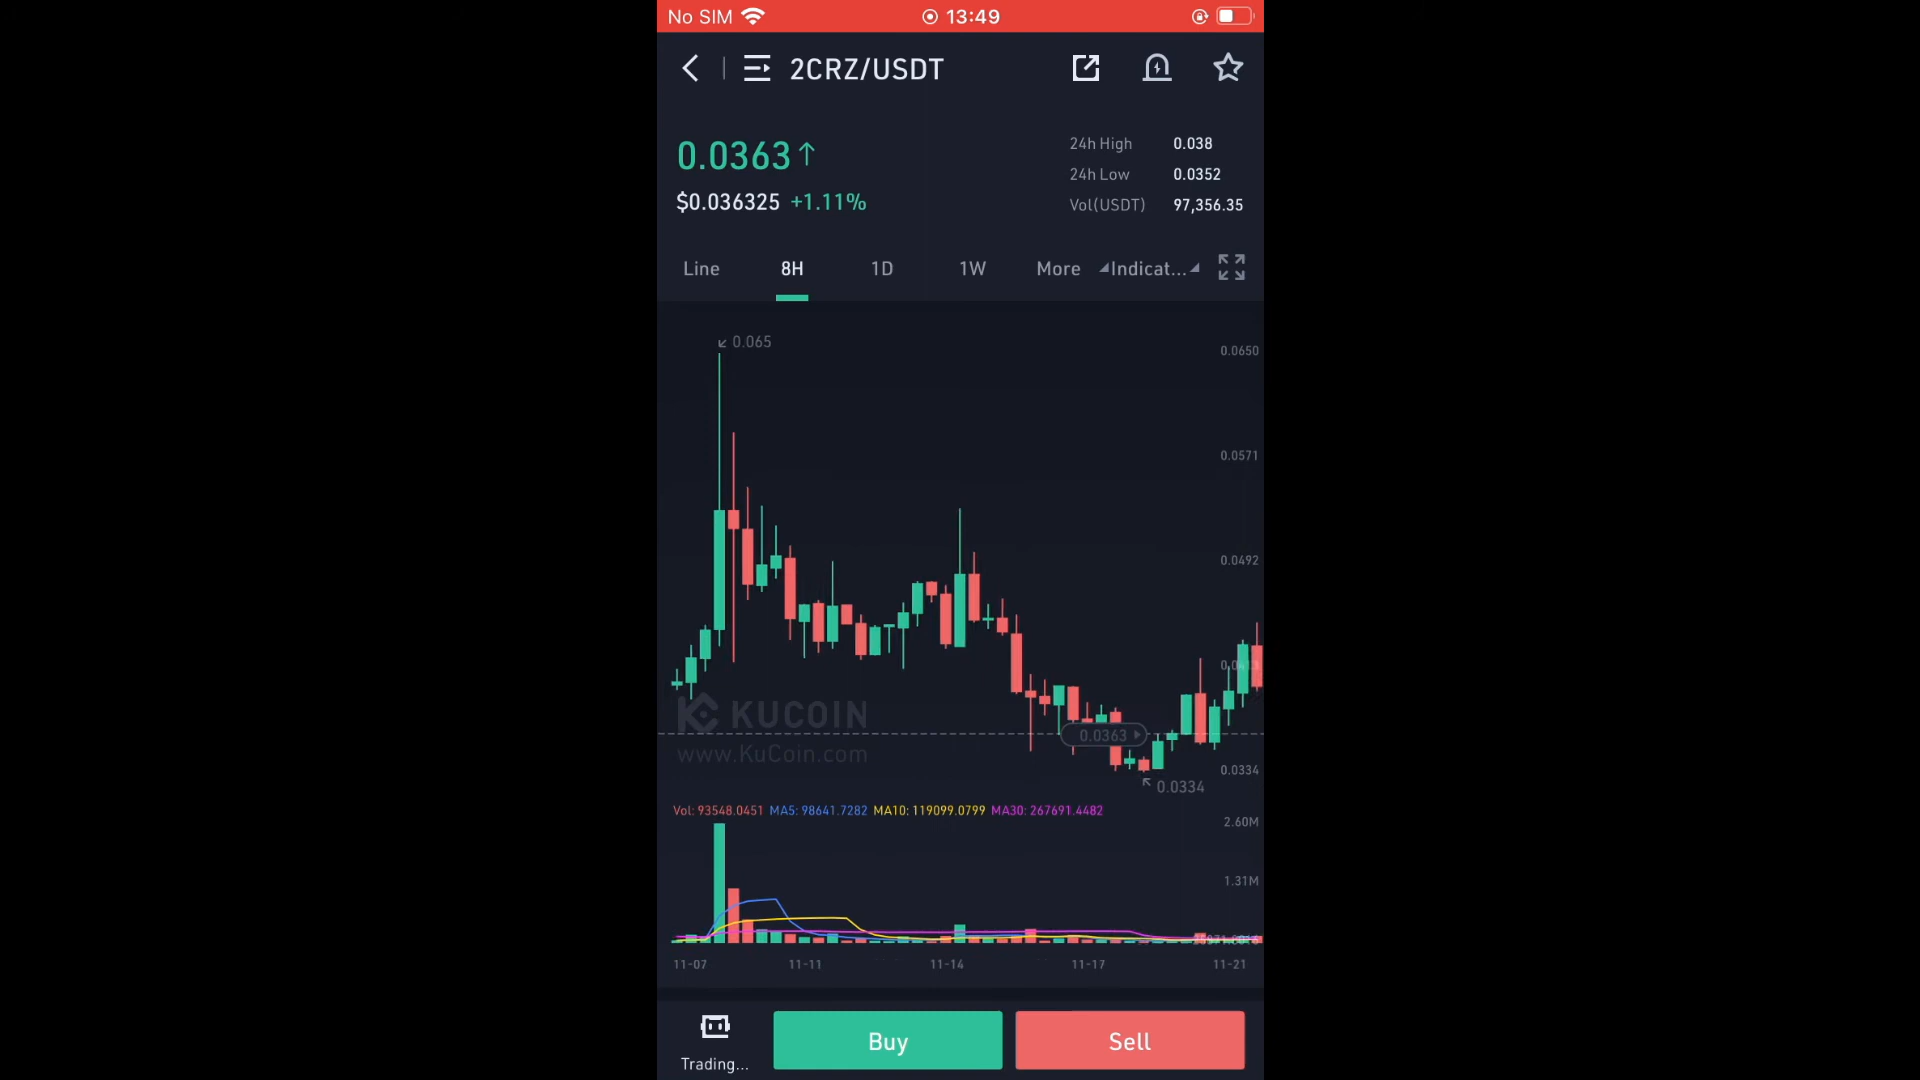 No SIM 13:49
2CRZ/USDT
0.0363↑
$0.036325 +1.11%
24h High 0.038
24h Low 0.0352
Vol(USDT) 97,356.35
Line 8H 1D 1W More Indicat...
0.065
0.0650
0.0571
0.0492
KUCOIN
0.0363
www.KuCoin.com
0.0334
0.0334
Vol: 93548.0451 MA5: 98641.7282 MA10: 119099.0799 MA30: 267691.4482
2.60M
1.31M
11-07 11-11 11-14 11-17 11-21
Trading...
Buy
Sell